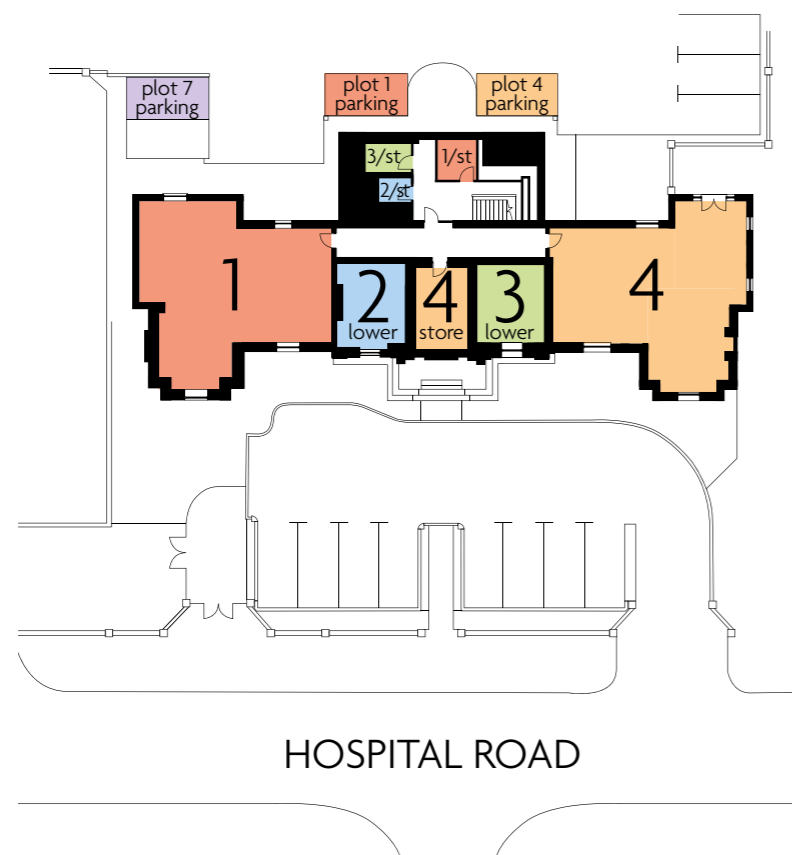 plot 7
parking
plot 1
parking
plot 4
parking
3/st
1/st
2/st
1
2
lower
4
store
3
lower
4
HOSPITAL ROAD